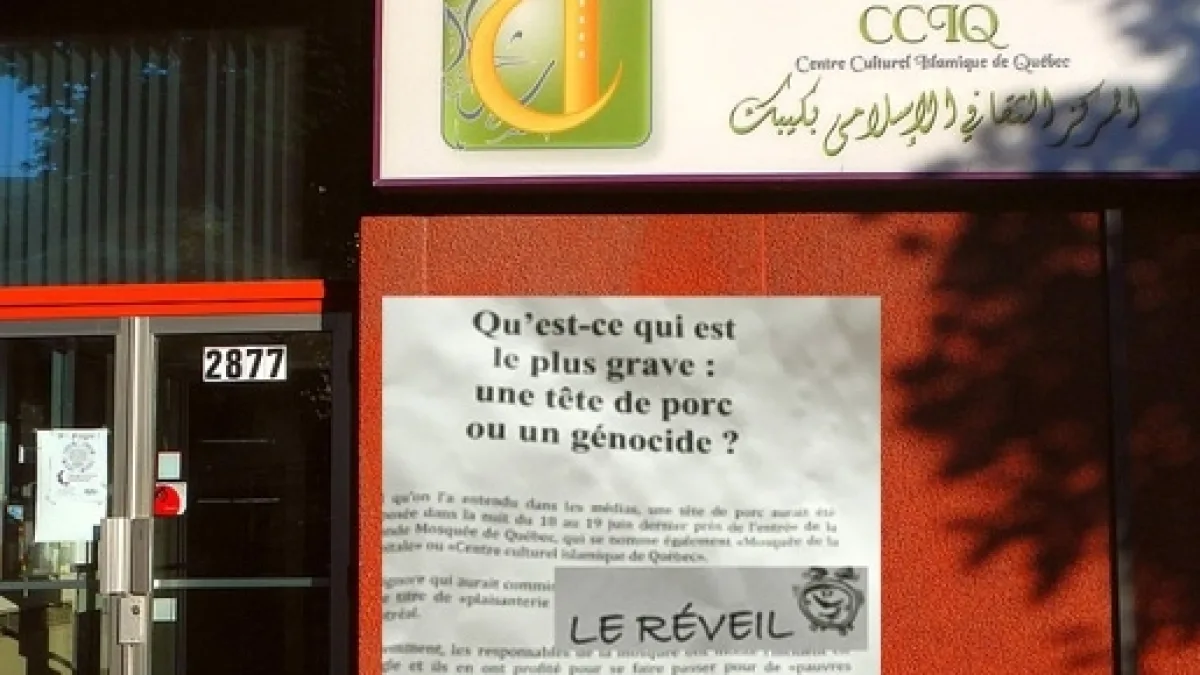 CCIQ
Centre Culturel Islamique de Québec
المركز الثقافي الإسلامي بكيبك
2877
Qu'est-ce qui est
le plus grave :
une tête de porc
ou un génocide ?
qu'on l'a entendu dans les médias, une tête de porc aurait été
dans la nuit du 18 au 19 juin dernier près de l'entrée de la
Mosquée de Québec, qui se nomme également «Mosquée de la
ou «Centre culturel islamique de Québec».
qui aurait commis
titre de «plaisanterie
LE RÉVEIL
les responsables de la mosquée ont
et ils en ont profité pour se faire passer pour de «pauvres